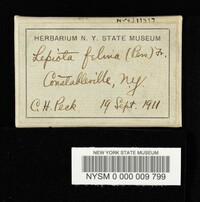 HERBARIUM N. Y. STATE MUSEUM
Lepiota felina (Pers) Fr.
Constableville, N.Y.
C.H. Peck 19 Sept. 1911
NEW YORK STATE MUSEUM
NYSM 0 000 009 799